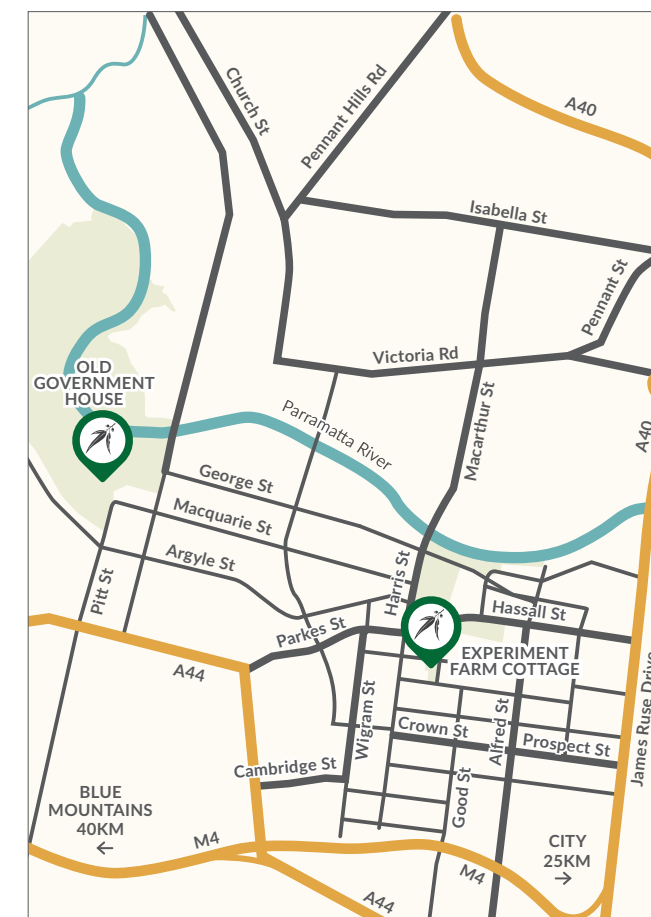 A40
Church St
Pennant Hills Rd
Isabella St
Pennant St
Victoria Rd
OLD
GOVERNMENT
HOUSE
Macarthur St
Parramatta River
A40
George St
Macquarie St
Argyle St
Harris St
Pitt St
Hassall St
Parkes St
EXPERIMENT
FARM COTTAGE
A44
James Ruse Drive
Wigram St
Alfred St
Crown St
Prospect St
Cambridge St
Good St
BLUE
MOUNTAINS
40KM
←
M4
CITY
25KM
→
M4
A44